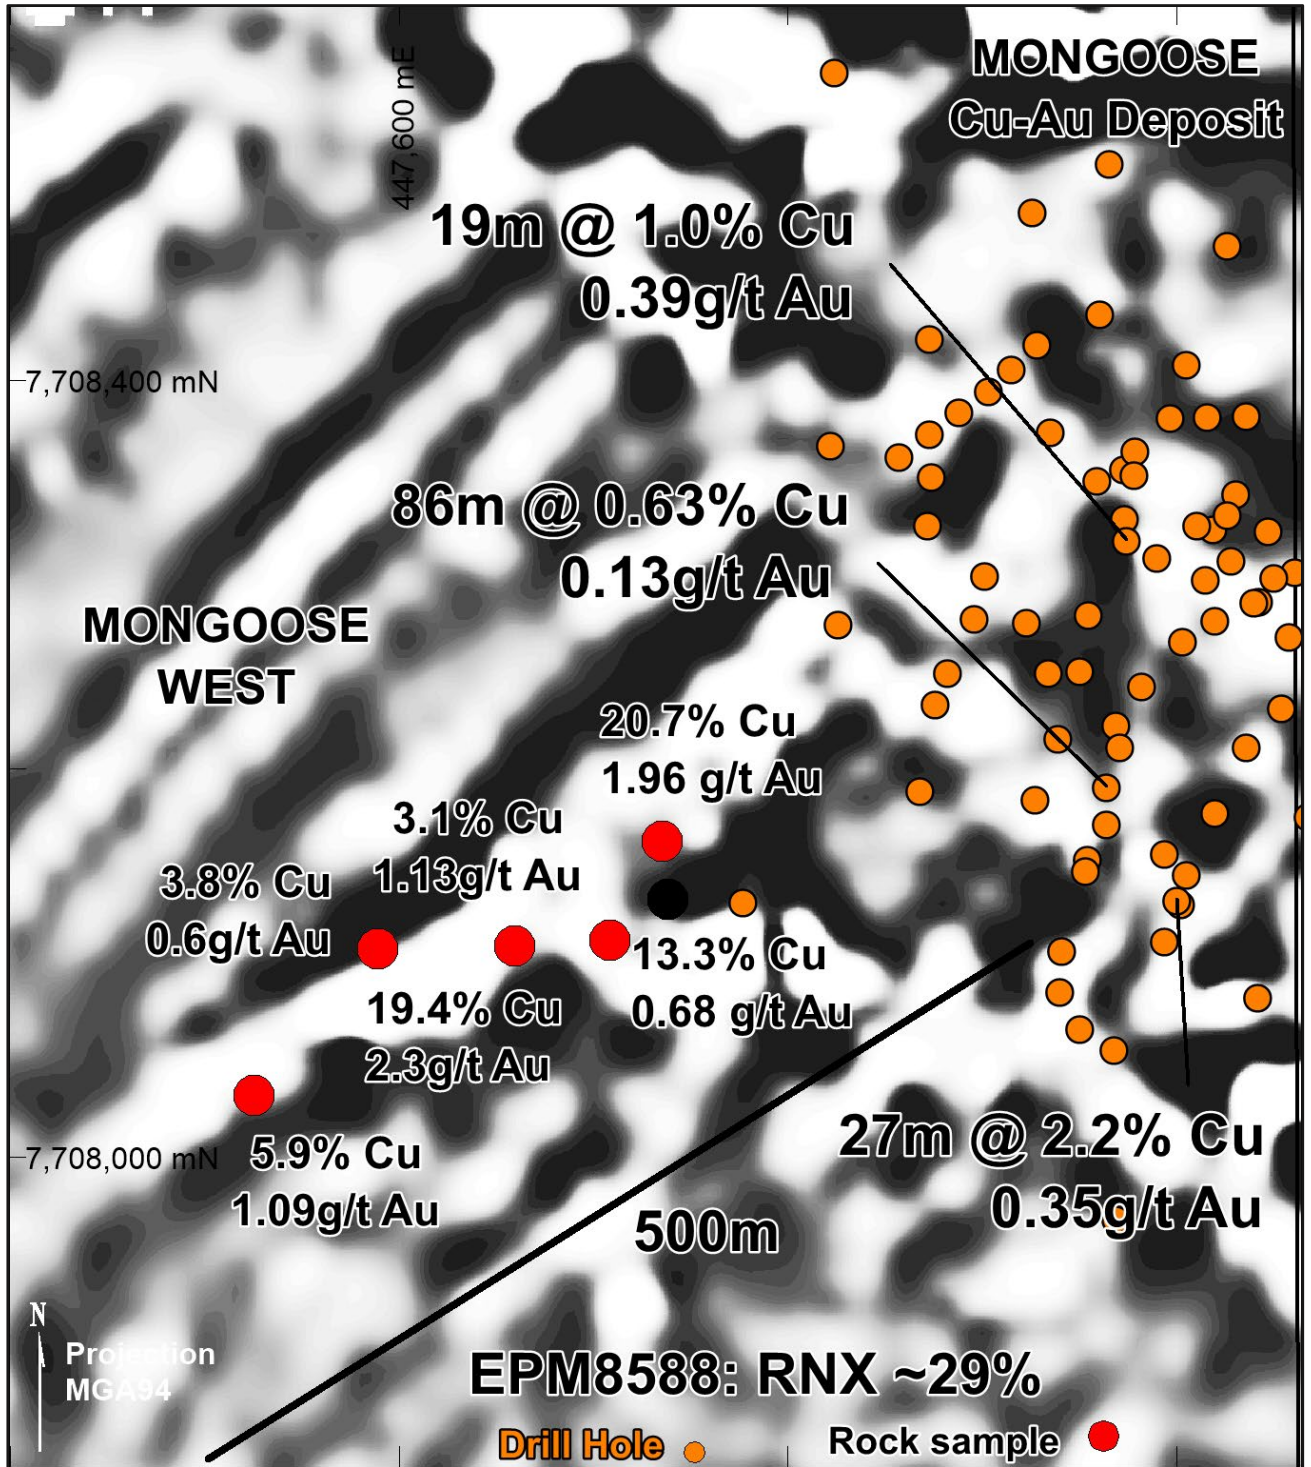 MONGOOSE
Cu-Au Deposit
447,600 mE
19m @ 1.0% Cu
0.39g/t Au
7,708,400 mN
86m @ 0.63% Cu
0.13g/t Au
MONGOOSE
WEST
20.7% Cu
1.96 g/t Au
3.1% Cu
1.13g/t Au
3.8% Cu
0.6g/t Au
13.3% Cu
0.68 g/t Au
19.4% Cu
2.3g/t Au
7,708,000 mN
5.9% Cu
1.09g/t Au
27m @ 2.2% Cu
0.35g/t Au
500m
N
Projection
MGA94
EPM8588: RNX ~29%
Drill Hole
Rock sample